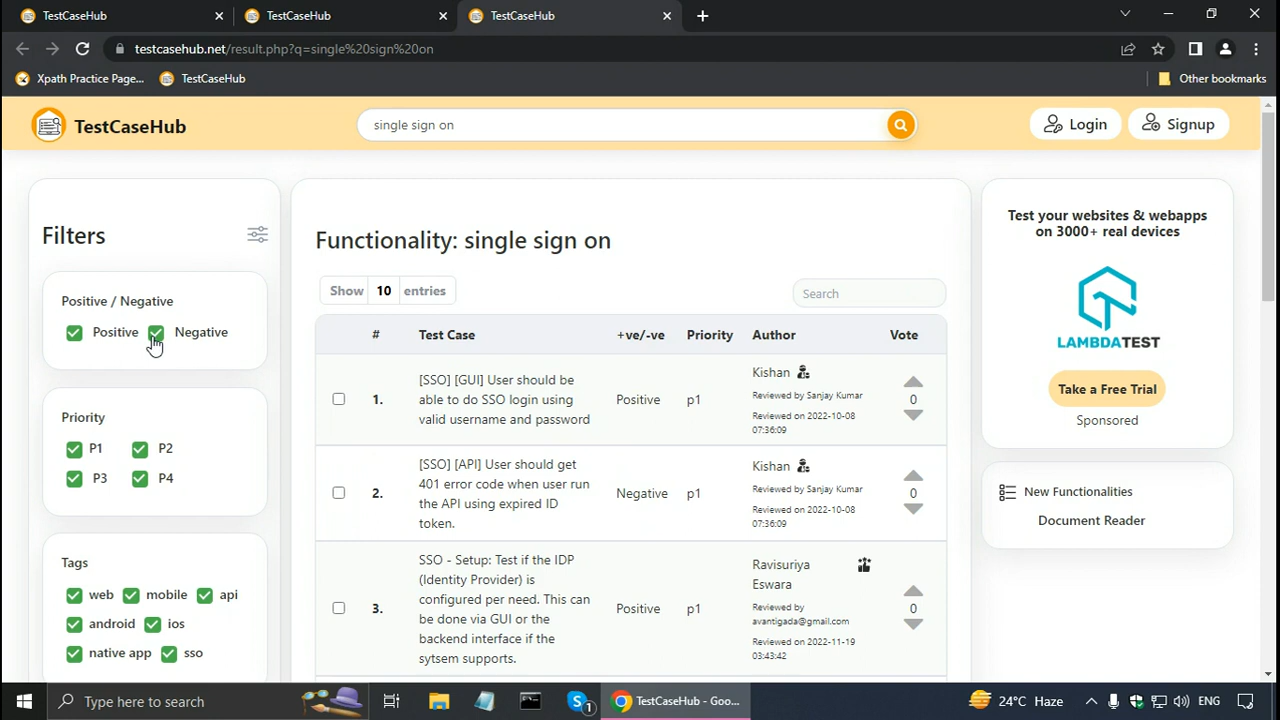 TestCaseHub
TestCaseHub
TestCaseHub
testcasehub.net/result.php?q=single%20sign%20on
Xpath Practice Page...
TestCaseHub
Other bookmarks
TestCaseHub
single sign on
Login
Signup
Filters
Positive / Negative
Positive
Negative
Priority
P1
P2
P3
P4
Tags
web
mobile
api
android
ios
native app
sso
Functionality: single sign on
Show 10 entries
Search
# Test Case +ve/-ve Priority Author Vote
1.
[SSO] [GUI] User should be
able to do SSO login using
valid username and password
Positive
p1
Kishan
Reviewed by Sanjay Kumar
Reviewed on 2022-10-08
07:36:09
0
2.
[SSO] [API] User should get
401 error code when user run
the API using expired ID
token.
Negative
p1
Kishan
Reviewed by Sanjay Kumar
Reviewed on 2022-10-08
07:36:09
0
3.
SSO - Setup: Test if the IDP
(Identity Provider) is
configured per need. This can
be done via GUI or the
backend interface if the
sytsem supports.
Positive
p1
Ravisuriya
Eswara
Reviewed by
avantigada@gmail.com
Reviewed on 2022-11-19
03:43:42
0
Test your websites & webapps
on 3000+ real devices
LAMBDATEST
Take a Free Trial
Sponsored
New Functionalities
Document Reader
Type here to search
1
TestCaseHub - Goo...
24°C Haze
ENG